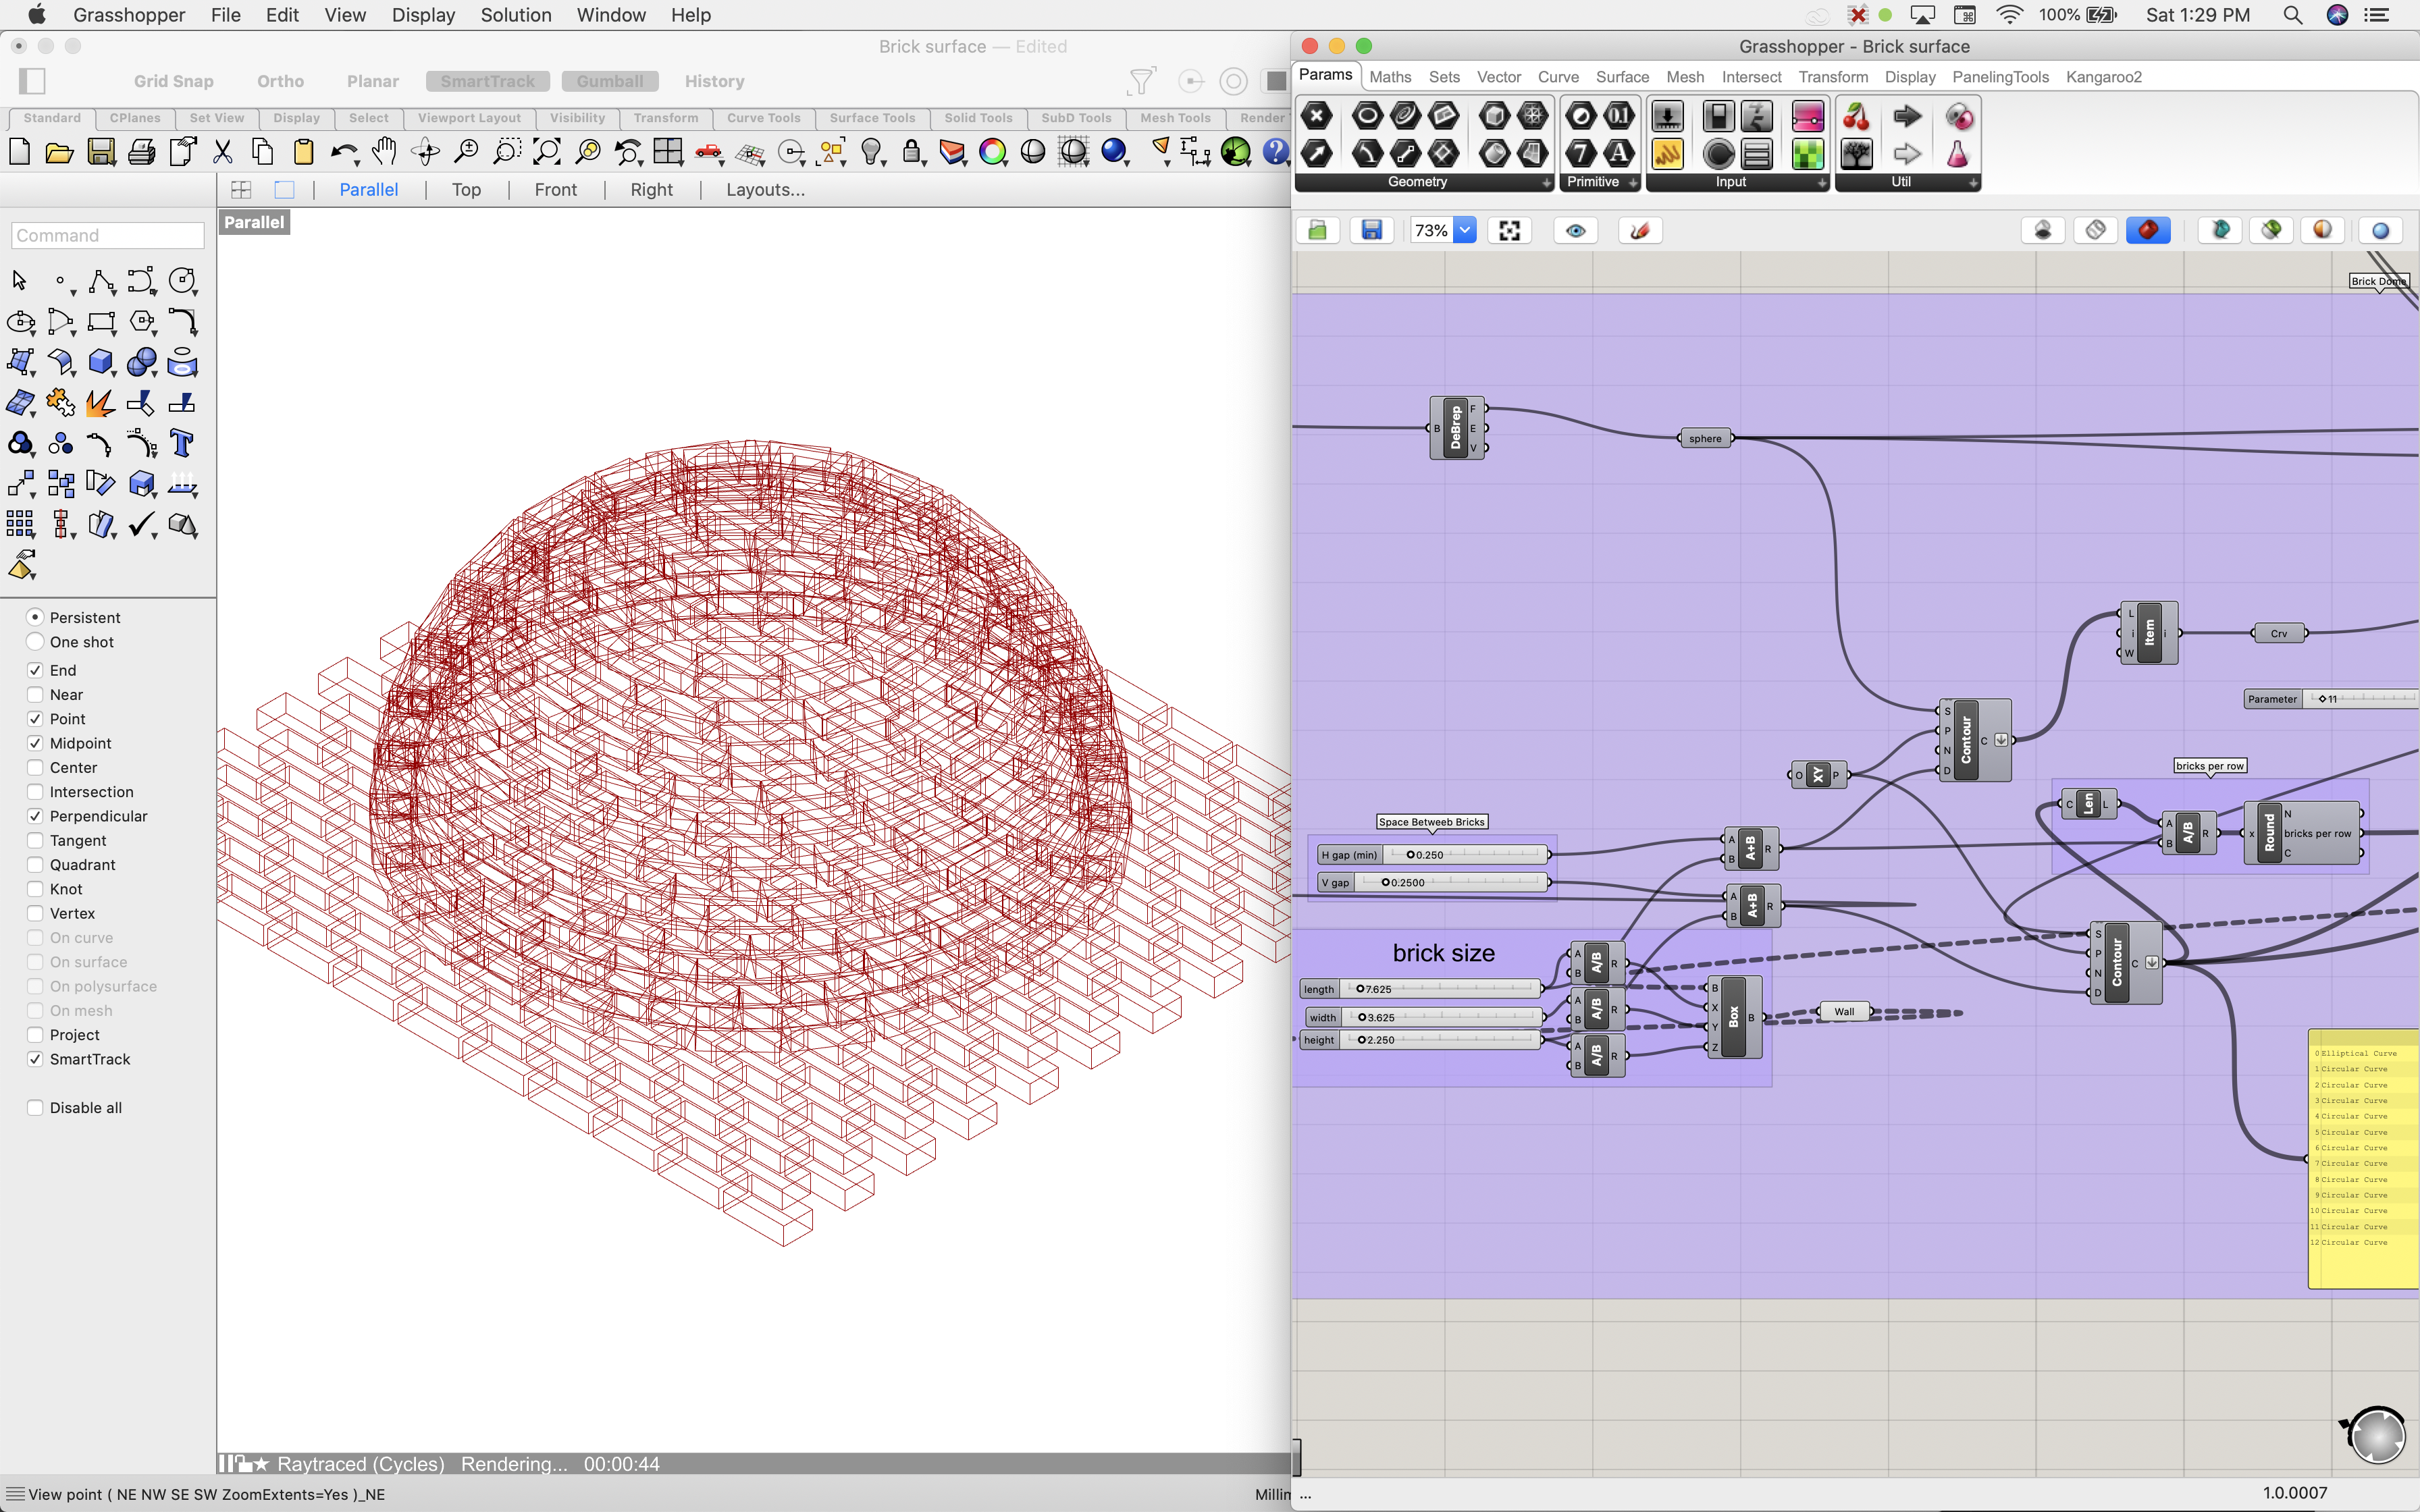 Grasshopper File Edit View Display Solution Window Help
100% Sat 1:29 PM
Brick surface — Edited
Grid Snap Ortho Planar SmartTrack Gumball History
Standard CPlanes Set View Display Select Viewport Layout Visibility Transform Curve Tools Surface Tools Solid Tools SubD Tools Mesh Tools Render
Parallel Top Front Right Layouts...
Parallel
Command
Persistent
One shot
End
Near
Point
Midpoint
Center
Intersection
Perpendicular
Tangent
Quadrant
Knot
Vertex
On curve
On surface
On polysurface
On mesh
Project
SmartTrack
Disable all
Raytraced (Cycles) Rendering... 00:00:44
View point ( NE NW SE SW ZoomExtents=Yes )_NE
Millin
Grasshopper - Brick surface
Params Maths Sets Vector Curve Surface Mesh Intersect Transform Display PanelingTools Kangaroo2
Geometry Primitive Input Util
73%
Brick Dome
B DeBrep F E V
sphere
L i W Item i
Crv
Parameter 11
S P N D Contour C
O XY P
bricks per row
C Len L
A B A/B R
x Round N bricks per row C
Space Betweeb Bricks
H gap (min) 0.250
V gap 0.2500
A B A+B R
A B A+B R
brick size
length 7.625
width 3.625
height 2.250
A B A/B R
A B A/B R
A B A/B R
B X Y Z Box B
Wall
S P N D Contour C
0 Elliptical Curve
1 Circular Curve
2 Circular Curve
3 Circular Curve
4 Circular Curve
5 Circular Curve
6 Circular Curve
7 Circular Curve
8 Circular Curve
9 Circular Curve
10 Circular Curve
11 Circular Curve
12 Circular Curve
...
1.0.0007